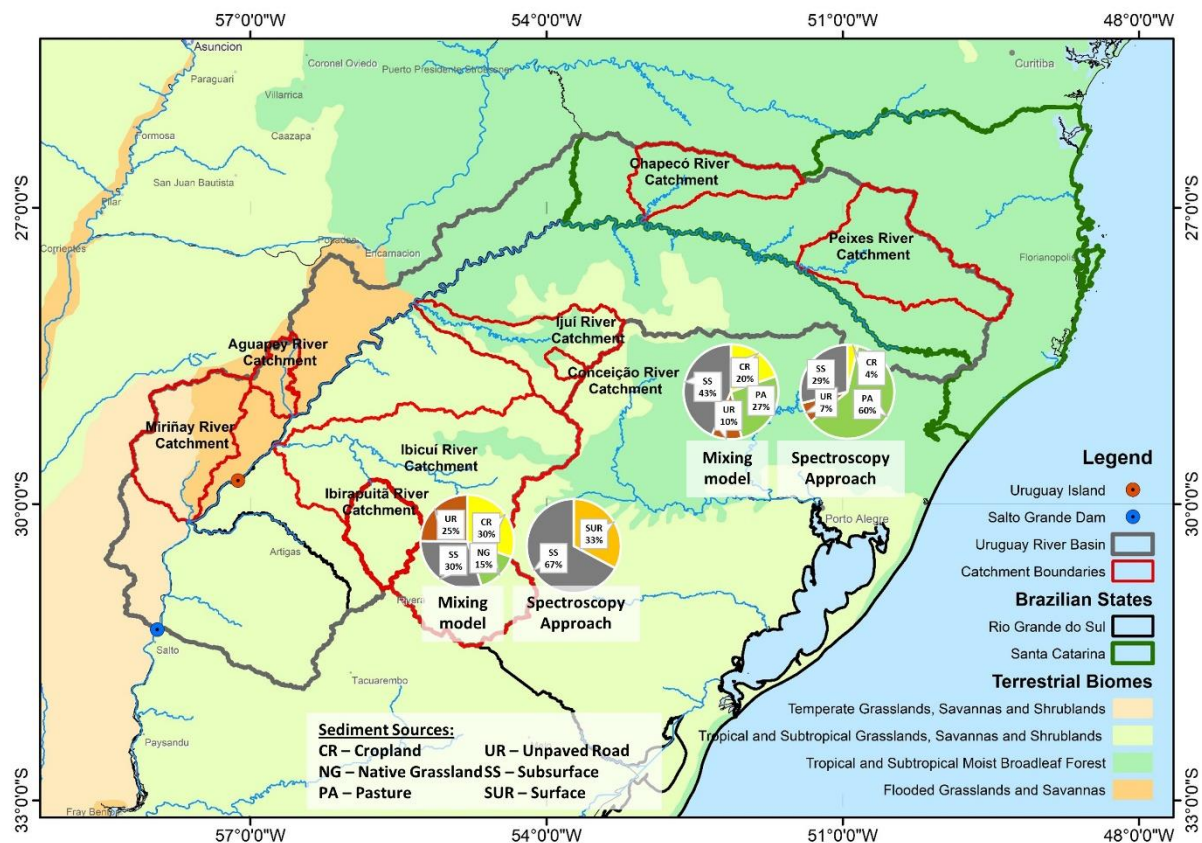 57°0'0"W
54°0'0"W
51°0'0"W
48°0'0"W
Asuncion
Coronel Oviedo
Puerto Presidente Stroessner
Curitiba
Paraguari
Villarrica
Formosa
Caazapa
San Juan Bautista
Pilar
27°0'0"S
27°0'0"S
Chapecó River
Catchment
Peixes River
Catchment
Corrientes
Posadas
Encarnacion
Florianopolis
Ijuí River
Catchment
Aguapey River
Catchment
Conceição River
Catchment
SS
43%
CR
20%
PA
27%
UR
10%
SS
29%
CR
4%
UR
7%
PA
60%
Miriñay River
Catchment
Ibicuí River
Catchment
Mixing
model
Spectroscopy
Approach
Ibirapuitã River
Catchment
30°0'0"S
30°0'0"S
Porto Alegre
Artigas
UR
25%
CR
30%
SS
30%
NG
15%
SUR
33%
SS
67%
Rivera
Mixing
model
Spectroscopy
Approach
Salto
Tacuarembo
Paysandu
Sediment Sources:
CR – Cropland
UR – Unpaved Road
NG – Native Grassland
SS – Subsurface
PA – Pasture
SUR – Surface
Legend
Uruguay Island
Salto Grande Dam
Uruguay River Basin
Catchment Boundaries
Brazilian States
Rio Grande do Sul
Santa Catarina
Terrestrial Biomes
Temperate Grasslands, Savannas and Shrublands
Tropical and Subtropical Grasslands, Savannas and Shrublands
Tropical and Subtropical Moist Broadleaf Forest
Flooded Grasslands and Savannas
33°0'0"S
33°0'0"S
Fray Bentos
57°0'0"W
54°0'0"W
51°0'0"W
48°0'0"W